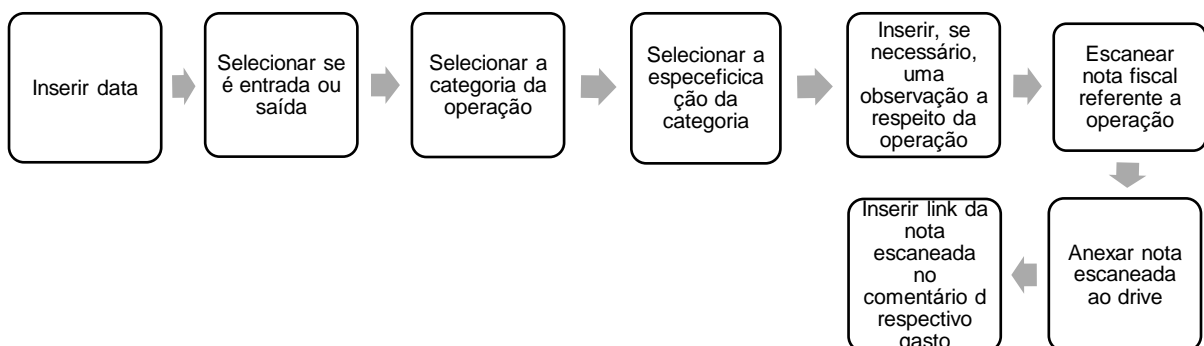 Inserir data
Selecionar se
é entrada ou
saída
Selecionar a
categoria da
operação
Selecionar a
especeficica
ção da
categoria
Inserir, se
necessário,
uma
observação a
respeito da
operação
Escanear
nota fiscal
referente a
operação
Anexar nota
escaneada
ao drive
Inserir link da
nota
escaneada
no
comentário d
respectivo
gasto